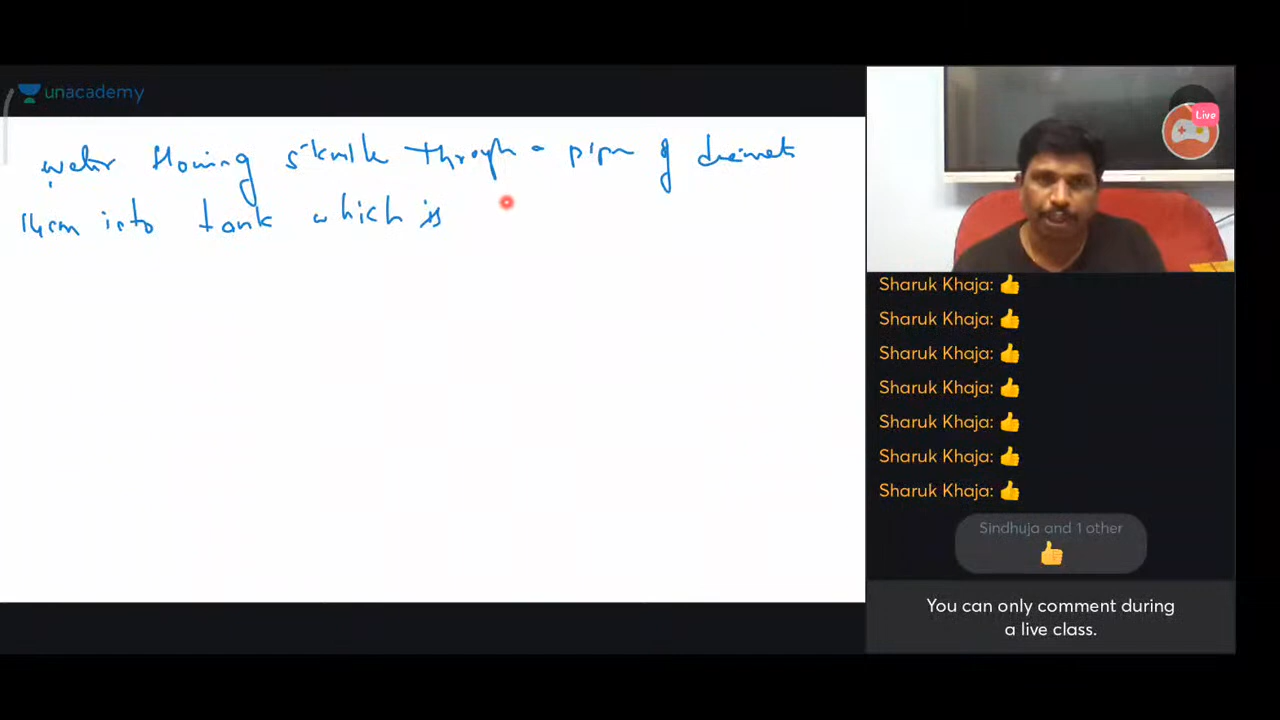 unacademy
water flowing 5 km/h through a pipe of diameter
14cm into tank which is
Live
Sharuk Khaja: 👍
Sharuk Khaja: 👍
Sharuk Khaja: 👍
Sharuk Khaja: 👍
Sharuk Khaja: 👍
Sharuk Khaja: 👍
Sharuk Khaja: 👍
Sindhuja and 1 other
👍
You can only comment during
a live class.